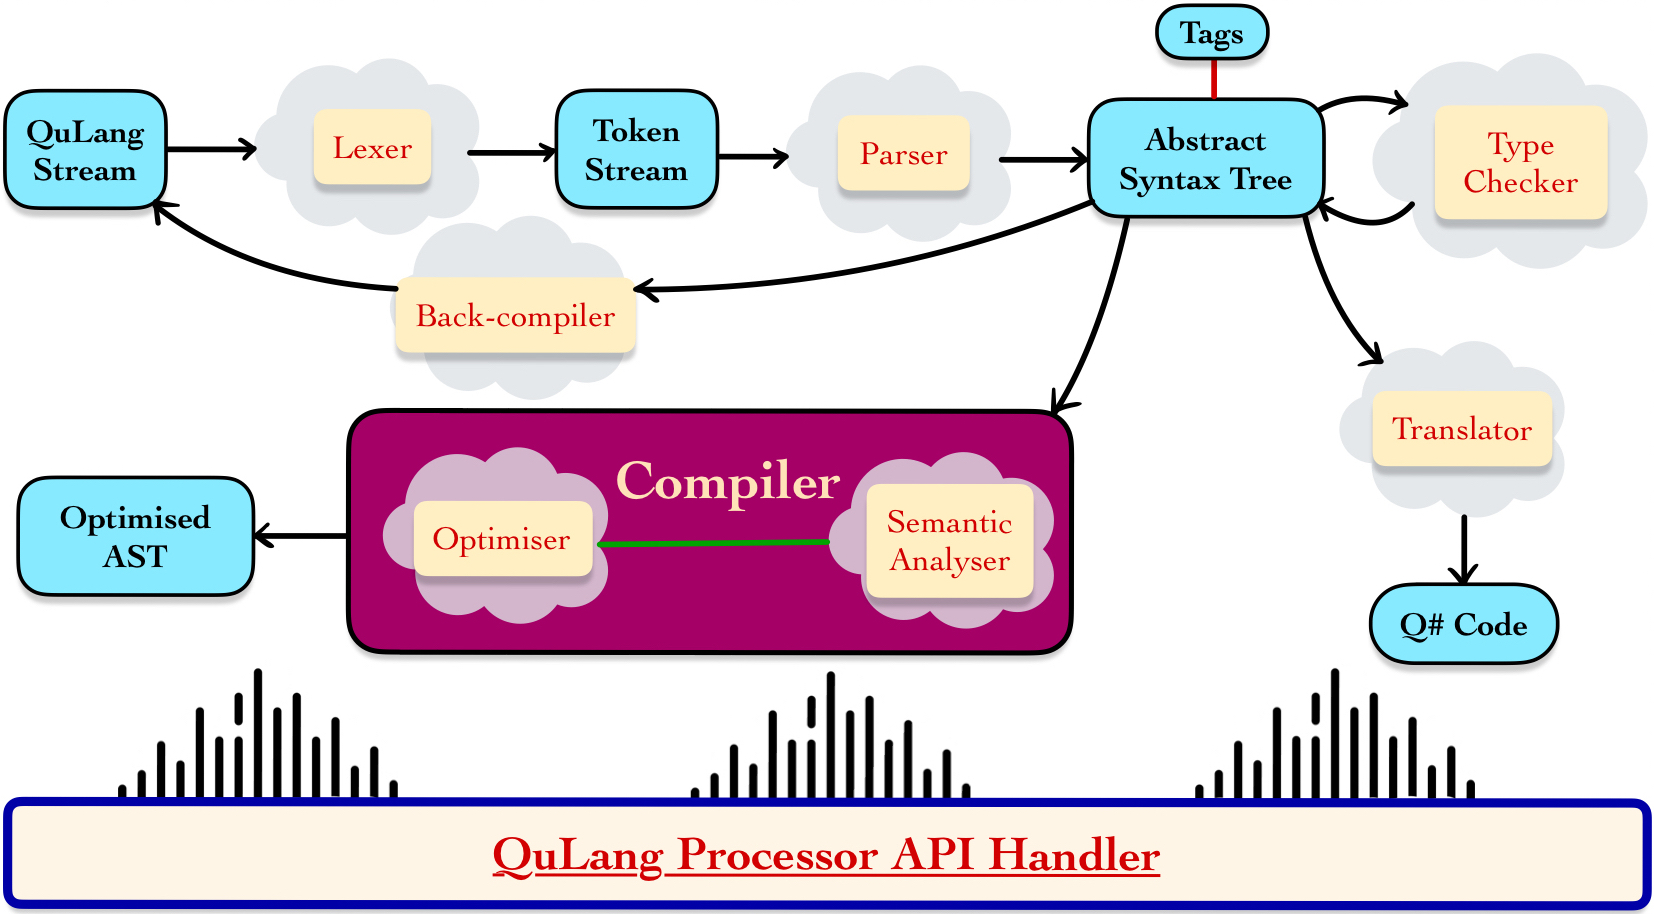 Tags
QuLang
Stream
Lexer
Token
Stream
Parser
Abstract
Syntax Tree
Type
Checker
Back-compiler
Translator
Compiler
Optimised
AST
Optimiser
Semantic
Analyser
Q# Code
QuLang Processor API Handler